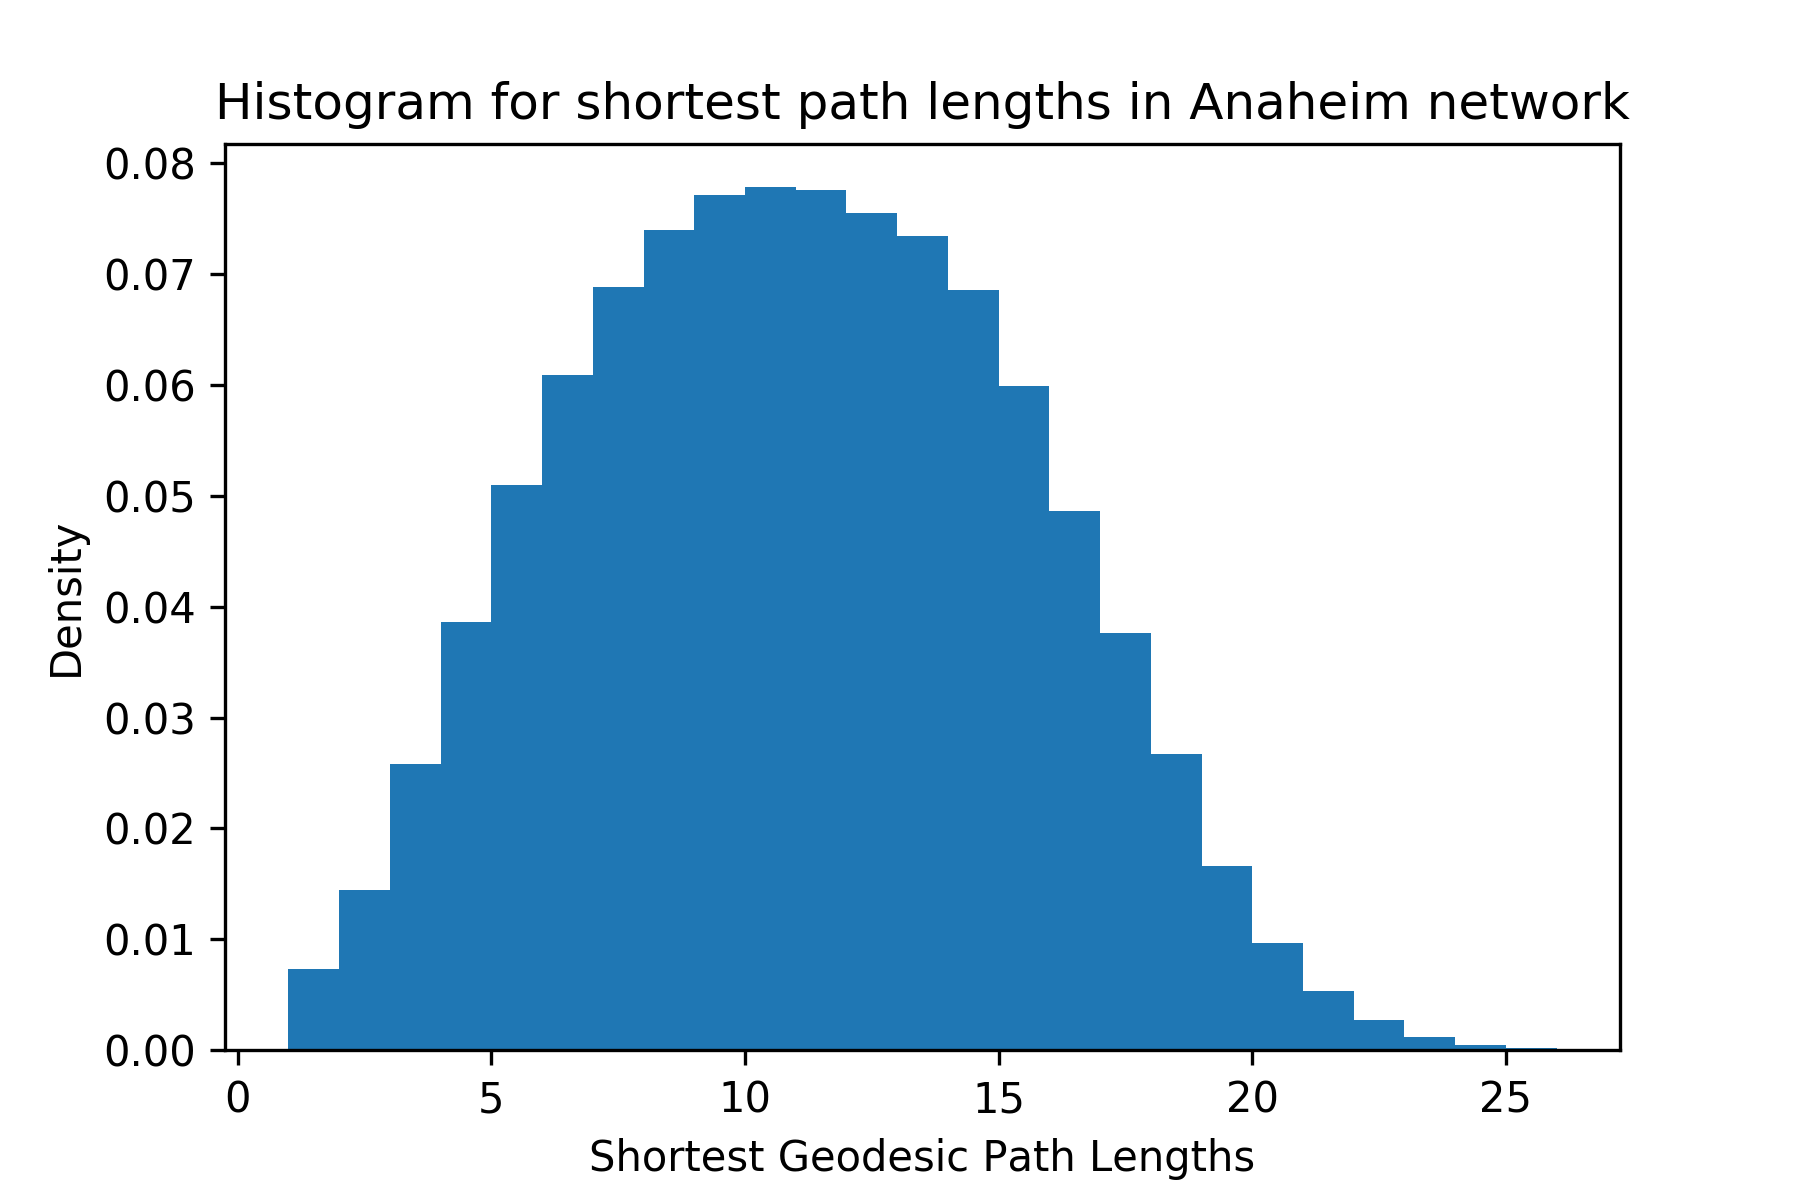 Histogram for shortest path lengths in Anaheim network
0.08
0.07
0.06
0.05
0.04
0.03
0.02
0.01
0.00
Density
0 5 10 15 20 25
Shortest Geodesic Path Lengths